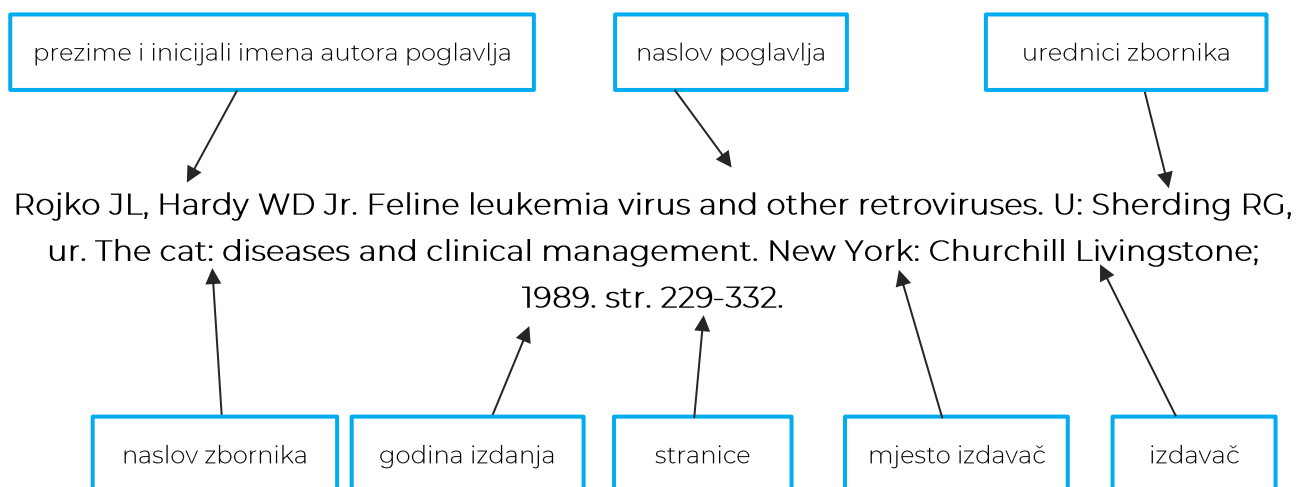 prezime i inicijali imena autora poglavlja
naslov poglavlja
urednici zbornika
Rojko JL, Hardy WD Jr. Feline leukemia virus and other retroviruses. U: Sherding RG,
ur. The cat: diseases and clinical management. New York: Churchill Livingstone;
1989. str. 229-332.
naslov zbornika
godina izdanja
stranice
mjesto izdavač
izdavač